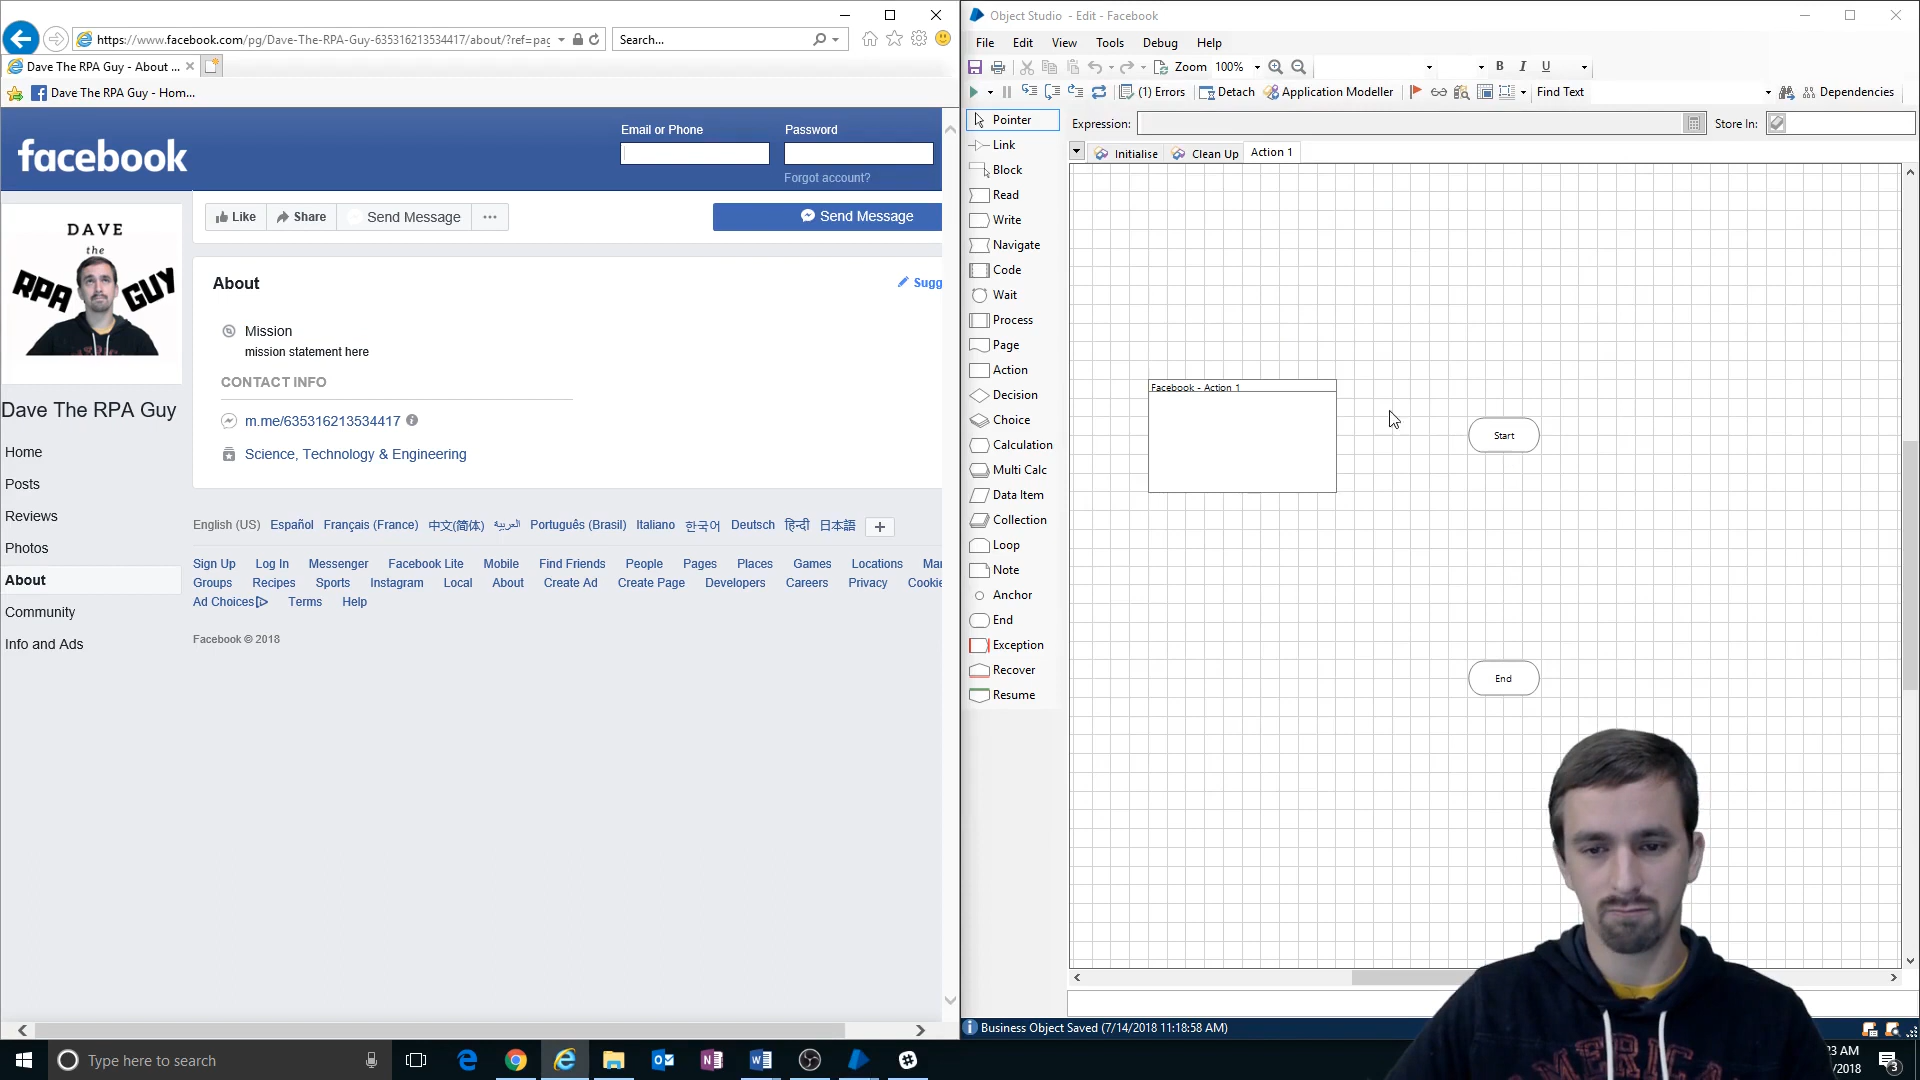 https://www.facebook.com/pg/Dave-The-RPA-Guy-635316213534417/about/?ref=pag
Search...
Dave The RPA Guy - About ...
Dave The RPA Guy - Hom...
facebook
Email or Phone
Password
Forgot account?
DAVE
the
RPA GUY
Like
Share
Send Message
Send Message
About
Sugg
Mission
mission statement here
CONTACT INFO
m.me/635316213534417
Science, Technology & Engineering
Dave The RPA Guy
Home
Posts
Reviews
Photos
About
Community
Info and Ads
English (US) Español Français (France) 中文(简体) العربية Português (Brasil) Italiano 한국어 Deutsch हिन्दी 日本語
Sign Up Log In Messenger Facebook Lite Mobile Find Friends People Pages Places Games Locations Mar
Groups Recipes Sports Instagram Local About Create Ad Create Page Developers Careers Privacy Cookie
Ad Choices Terms Help
Facebook © 2018
Object Studio - Edit - Facebook
File Edit View Tools Debug Help
Zoom 100% B I U
(1) Errors Detach Application Modeller Find Text Dependencies
Expression: Store In:
Initialise Clean Up Action 1
Pointer
Link
Block
Read
Write
Navigate
Code
Wait
Process
Page
Action
Decision
Choice
Calculation
Multi Calc
Data Item
Collection
Loop
Note
Anchor
End
Exception
Recover
Resume
Facebook - Action 1
Start
End
AMERICA
Business Object Saved (7/14/2018 11:18:58 AM)
Type here to search
23 AM
/2018
3